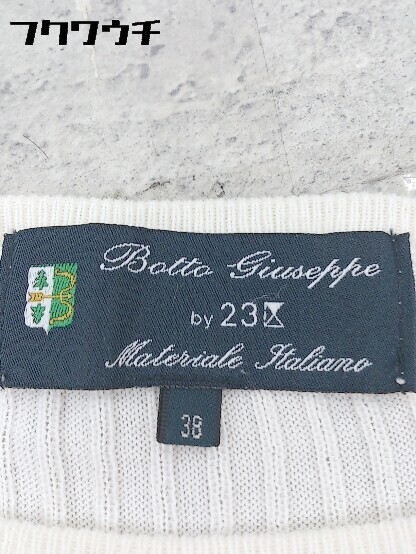 フクワウチ
Botto Giuseppe
by 23区
Materiale Italiano
38